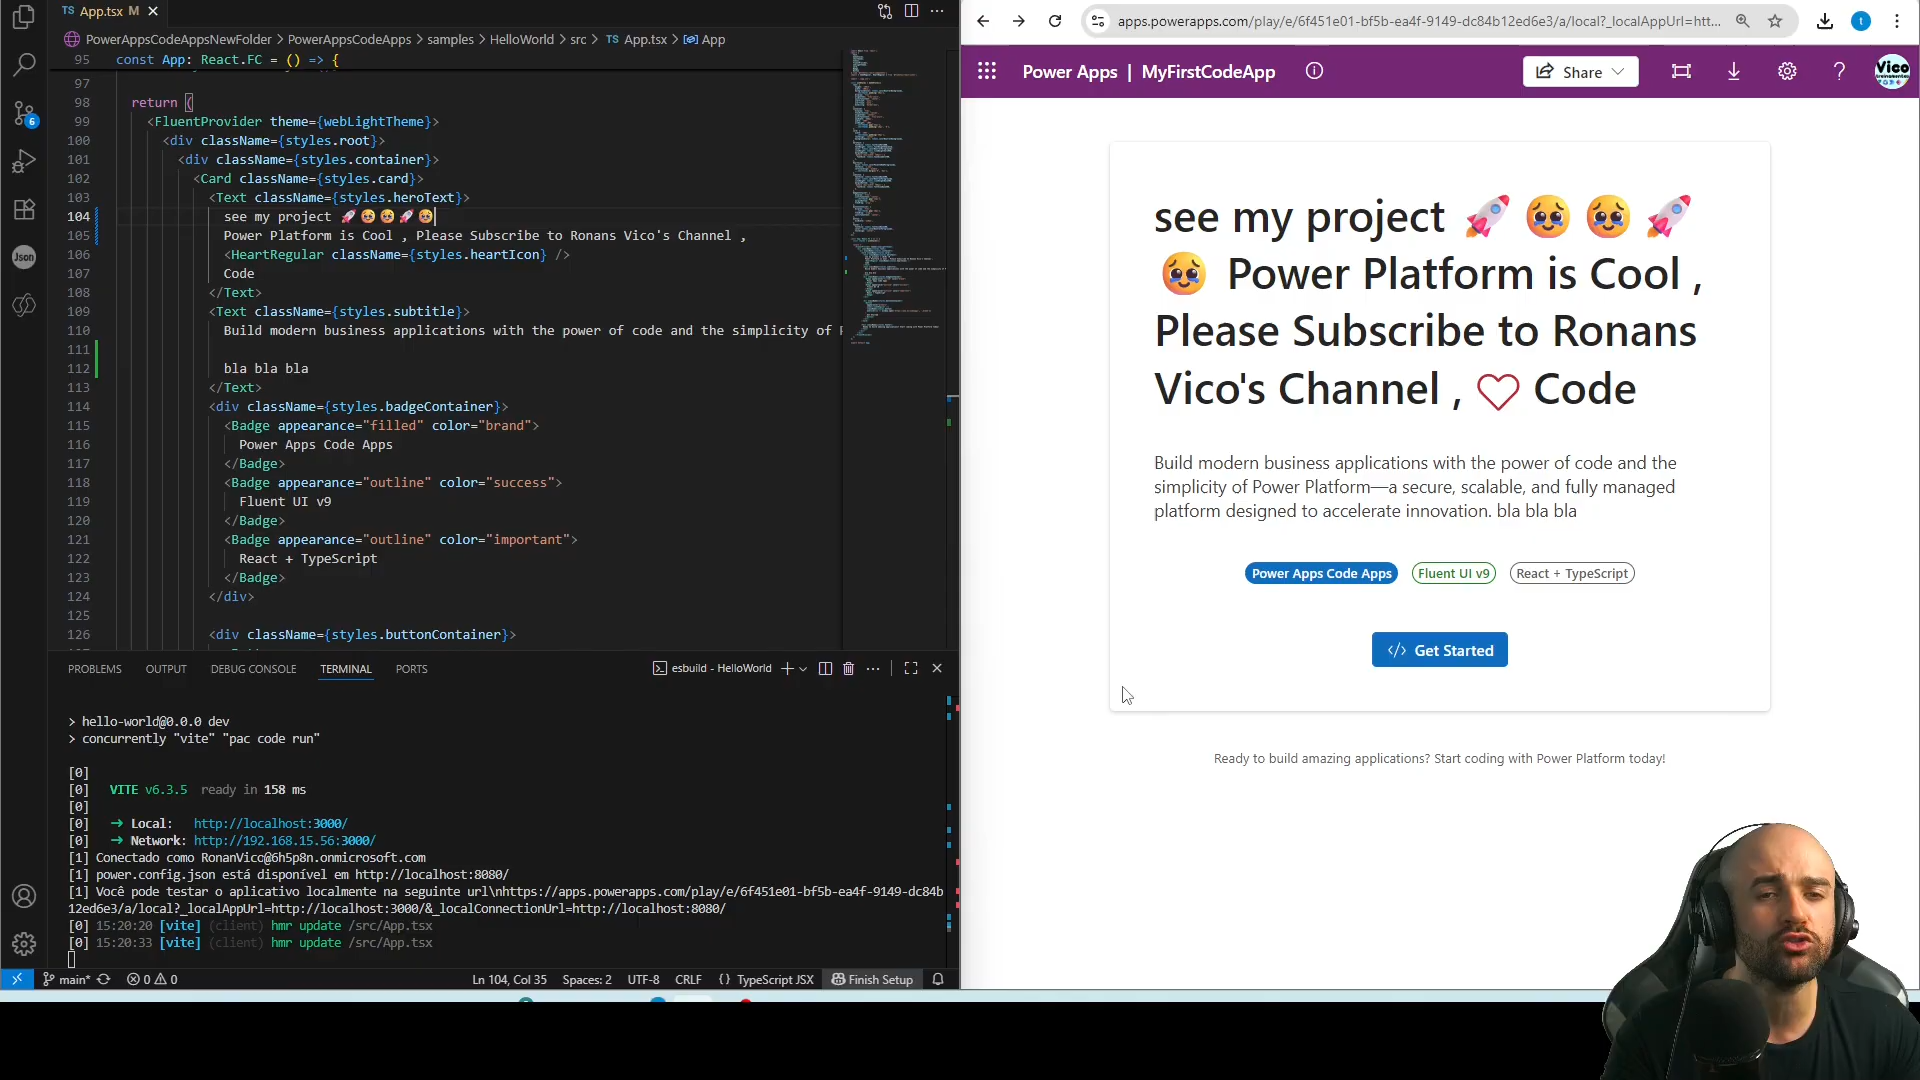 TS App.tsx M
PowerAppsCodeAppsNewFolder > PowerAppsCodeApps > samples > HelloWorld > src > TS App.tsx > App
95 const App: React.FC = () => {
97
98 return (
99 <FluentProvider theme={webLightTheme}>
100 <div className={styles.root}>
101 <div className={styles.container}>
102 <Card className={styles.card}>
103 <Text className={styles.heroText}>
104 see my project 🚀🥹🥹🚀🥹
105 Power Platform is Cool , Please Subscribe to Ronans Vico's Channel ,
106 <HeartRegular className={styles.heartIcon} />
107 Code
108 </Text>
109 <Text className={styles.subtitle}>
110 Build modern business applications with the power of code and the simplicity of P
111
112 bla bla bla
113 </Text>
114 <div className={styles.badgeContainer}>
115 <Badge appearance="filled" color="brand">
116 Power Apps Code Apps
117 </Badge>
118 <Badge appearance="outline" color="success">
119 Fluent UI v9
120 </Badge>
121 <Badge appearance="outline" color="important">
122 React + TypeScript
123 </Badge>
124 </div>
125
126 <div className={styles.buttonContainer}>
6
Json
PROBLEMS OUTPUT DEBUG CONSOLE TERMINAL PORTS
esbuild - HelloWorld
> hello-world@0.0.0 dev
> concurrently "vite" "pac code run"
[0]
[0] VITE v6.3.5 ready in 158 ms
[0]
[0] ➜ Local: http://localhost:3000/
[0] ➜ Network: http://192.168.15.56:3000/
[1] Conectado como RonanVico@6h5p8n.onmicrosoft.com
[1] power.config.json está disponível em http://localhost:8080/
[1] Você pode testar o aplicativo localmente na seguinte url\nhttps://apps.powerapps.com/play/e/6f451e01-bf5b-ea4f-9149-dc84b
12ed6e3/a/local?_localAppUrl=http://localhost:3000/&_localConnectionUrl=http://localhost:8080/
[0] 15:20:20 [vite] (client) hmr update /src/App.tsx
[0] 15:20:33 [vite] (client) hmr update /src/App.tsx
main* 0 0 Ln 104, Col 35 Spaces: 2 UTF-8 CRLF {} TypeScript JSX Finish Setup
apps.powerapps.com/play/e/6f451e01-bf5b-ea4f-9149-dc84b12ed6e3/a/local?_localAppUrl=htt...
t
Power Apps | MyFirstCodeApp
Share
?
Vico
see my project 🚀 🥹 🥹 🚀
🥹 Power Platform is Cool ,
Please Subscribe to Ronans
Vico's Channel , ♡ Code
Build modern business applications with the power of code and the
simplicity of Power Platform—a secure, scalable, and fully managed
platform designed to accelerate innovation. bla bla bla
Power Apps Code Apps Fluent UI v9 React + TypeScript
</> Get Started
Ready to build amazing applications? Start coding with Power Platform today!